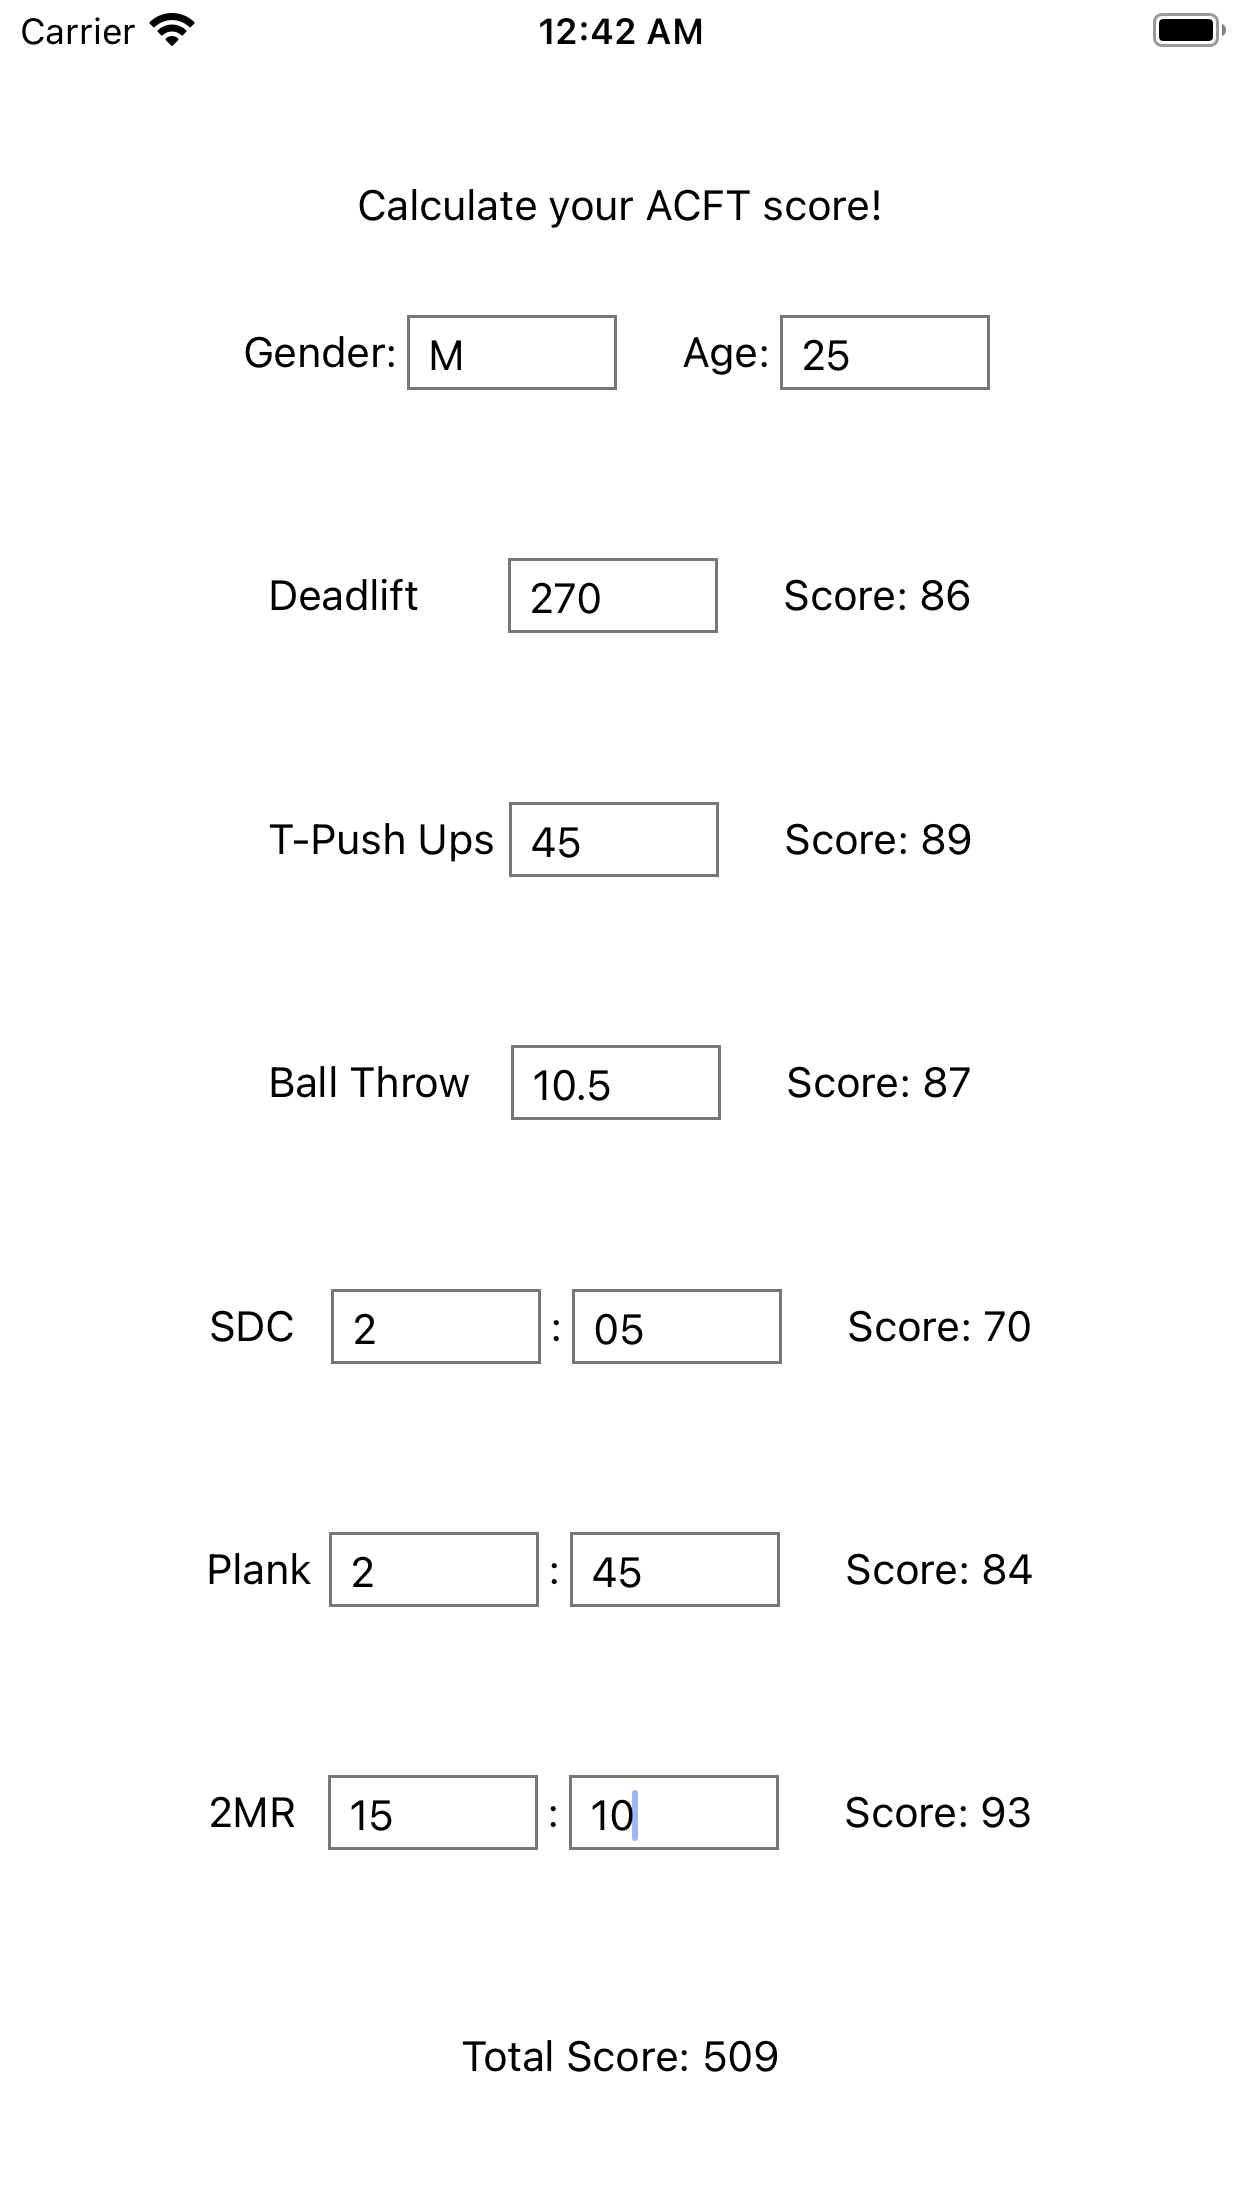 Carrier 12:42 AM
Calculate your ACFT score!
Gender: M Age: 25
Deadlift 270 Score: 86
T-Push Ups 45 Score: 89
Ball Throw 10.5 Score: 87
SDC 2 : 05 Score: 70
Plank 2 : 45 Score: 84
2MR 15 : 10 Score: 93
Total Score: 509